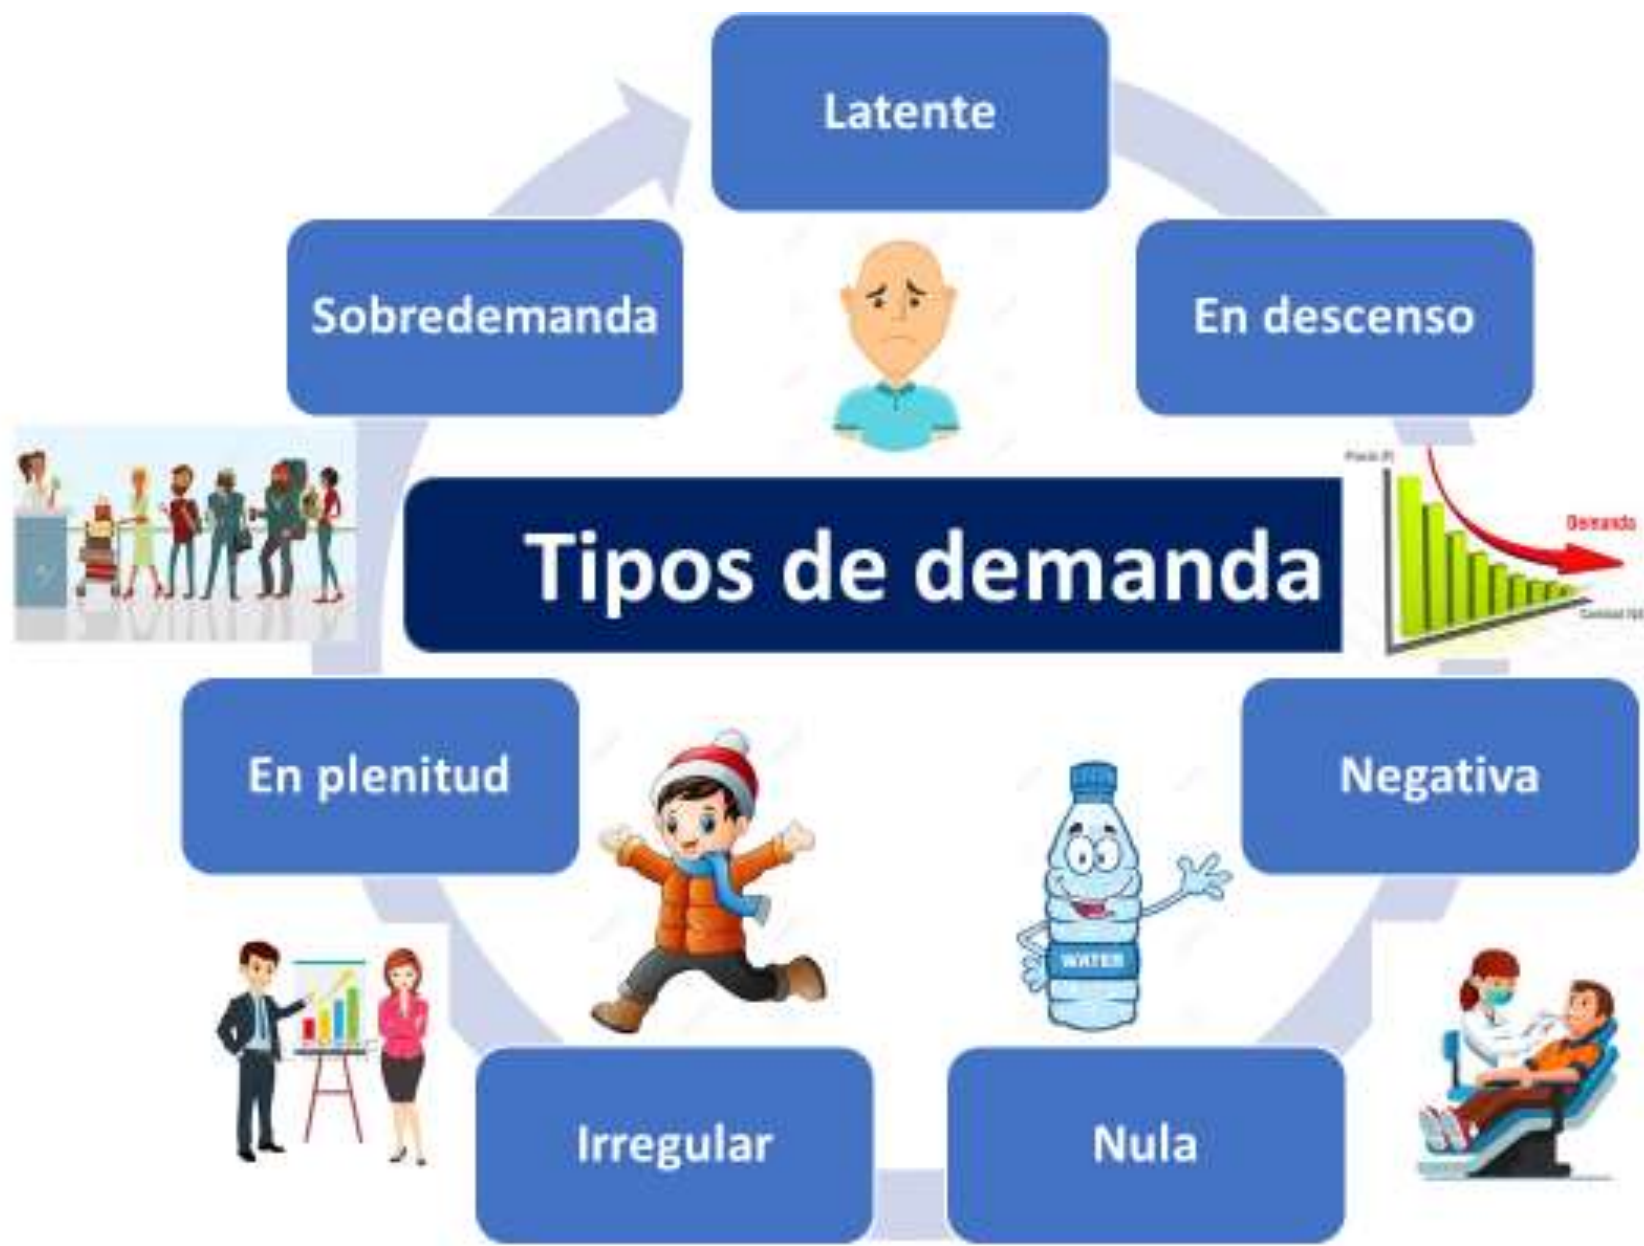 Latente
Sobredemanda
En descenso
Tipos de demanda
Demanda
En plenitud
Negativa
WATER
Irregular
Nula